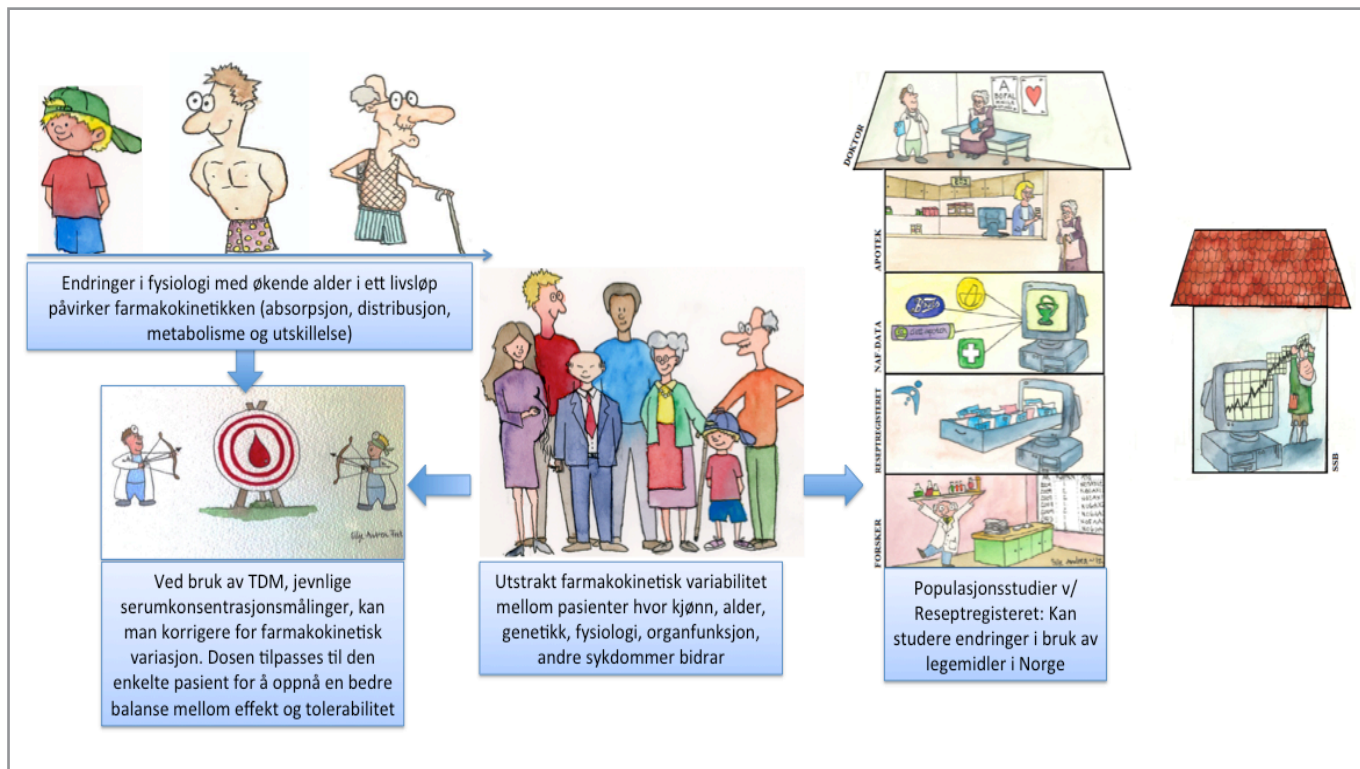 Endringer i fysiologi med økende alder i ett livsløp
påvirker farmakokinetikken (absorpsjon, distribusjon,
metabolisme og utskillelse)
Ved bruk av TDM, jevnlige
serumkonsentrasjonsmålinger, kan
man korrigere for farmakokinetisk
variasjon. Dosen tilpasses til den
enkelte pasient for å oppnå en bedre
balanse mellom effekt og tolerabilitet
Utstrakt farmakokinetisk variabilitet
mellom pasienter hvor kjønn, alder,
genetikk, fysiologi, organfunksjon,
andre sykdommer bidrar
DOKTOR
A
APOTEK
NAF-DATA
RESEPTREGISTERET
FORSKER
Populasjonsstudier v/
Reseptregisteret: Kan
studere endringer i bruk av
legemidler i Norge
SSB